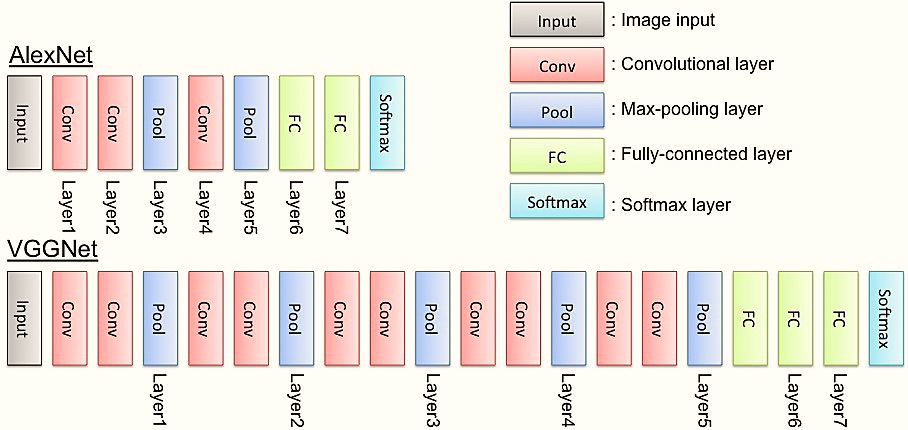 Input : Image input
AlexNet
Conv : Convolutional layer
Input Conv Conv Pool Conv Pool FC FC Softmax
Pool : Max-pooling layer
FC : Fully-connected layer
Softmax : Softmax layer
Layer1 Layer2 Layer3 Layer4 Layer5 Layer6 Layer7
VGGNet
Input Conv Conv Pool Conv Conv Pool Conv Conv Pool Conv Conv Pool Conv Conv Pool FC FC FC Softmax
Layer1 Layer2 Layer3 Layer4 Layer5 Layer6 Layer7